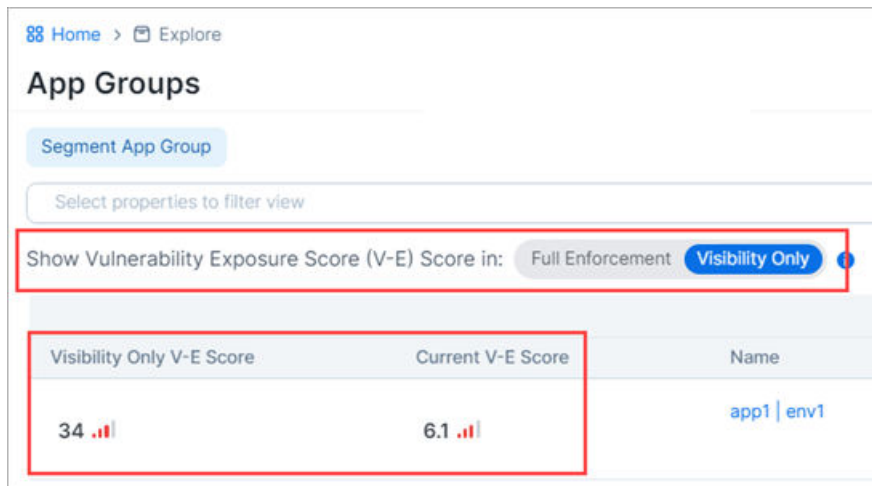 Home > Explore
App Groups
Segment App Group
Select properties to filter view
Show Vulnerability Exposure Score (V-E) Score in: Full Enforcement Visibility Only
Visibility Only V-E Score Current V-E Score Name
34 6.1 app1 | env1